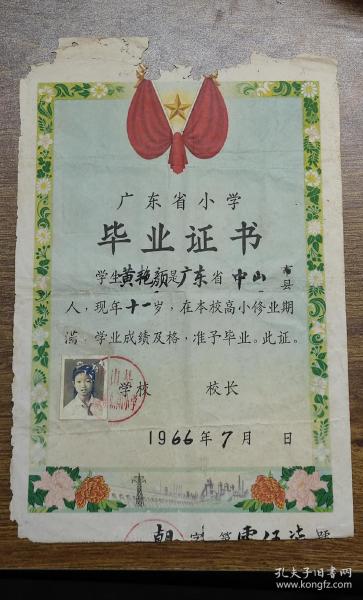 广东省小学
毕业证书
学生黄艳颜是广东省中山市县
人，现年十一岁，在本校高小修业期
满，学业成绩及格，准予毕业。此证。
学校 校长
1966年7月 日
朝字第
孔夫子旧书网
www.kongfz.com